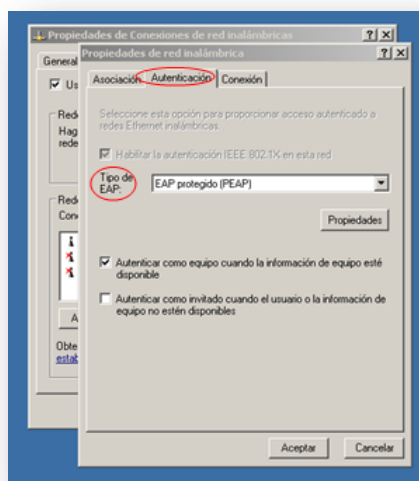 Propiedades de Conexiones de red inalámbricas
General
Us
Rede
Hag
rede
Rede
Cone
A
Obte
estab
Propiedades de red inalámbrica
Asociación
Autenticación
Conexión
Seleccione esta opción para proporcionar acceso autenticado a
redes Ethernet inalámbricas.
Habilitar la autenticación IEEE 802.1X en esta red
Tipo de
EAP:
EAP protegido (PEAP)
Propiedades
Autenticar como equipo cuando la información de equipo esté
disponible
Autenticar como invitado cuando el usuario o la información de
equipo no estén disponibles
Aceptar
Cancelar